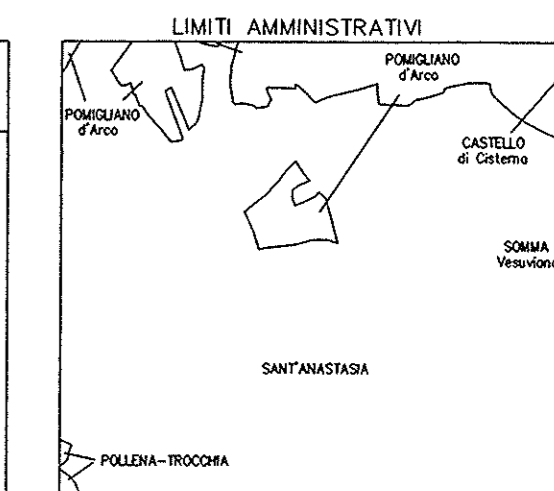 LIMITI AMMINISTRATIVI
POMIGLIANO
d'Arco
POMIGLIANO
d'Arco
CASTELLO
di Cisterna
SOMMA
Vesuviana
SANT'ANASTASIA
POLLENA-TROCCHIA